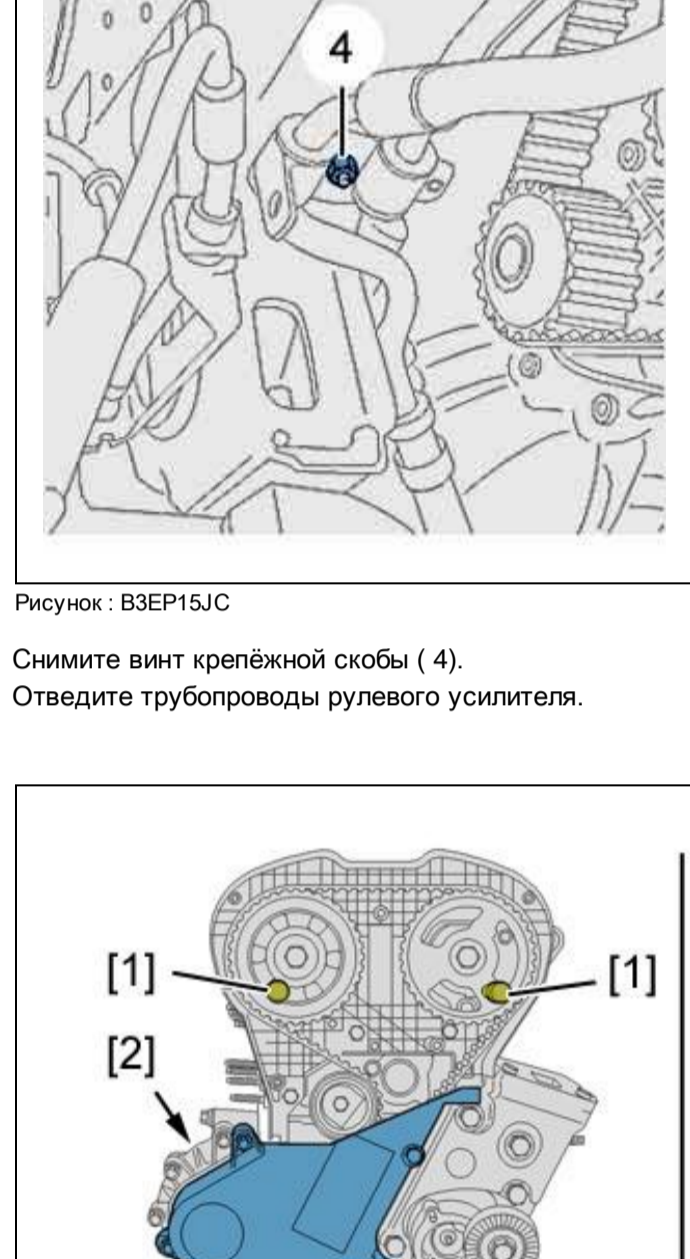 4
Рисунок : B3EP15JC
Снимите винт крепёжной скобы ( 4).
Отведите трубопроводы рулевого усилителя.
[1]
[1]
[2]